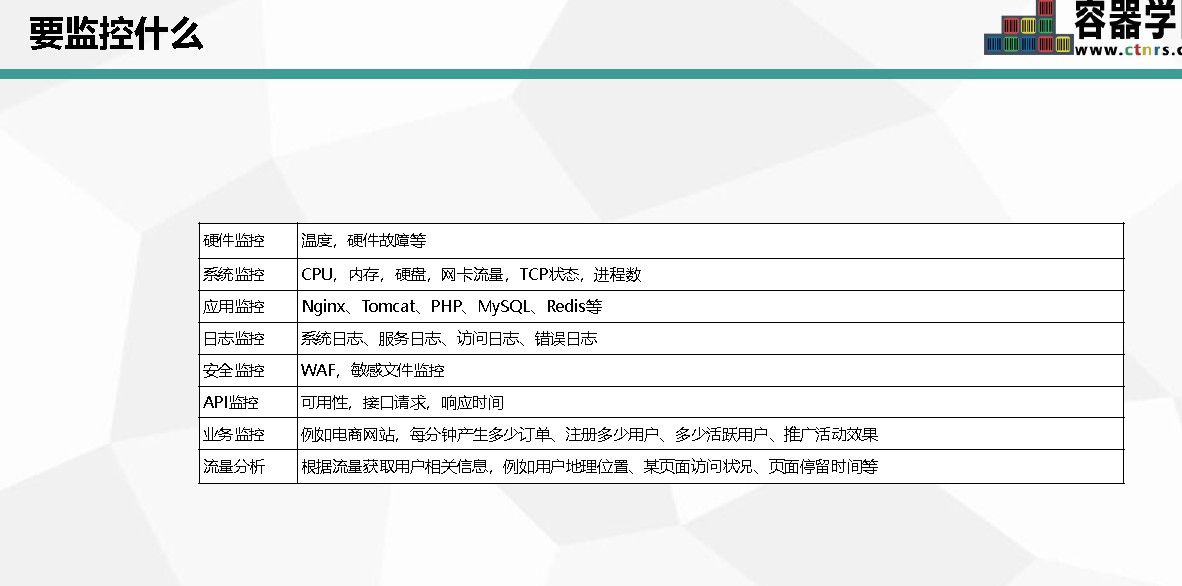 要监控什么
容器学
www.ctnrs.c
硬件监控 温度，硬件故障等
系统监控 CPU，内存，硬盘，网卡流量，TCP状态，进程数
应用监控 Nginx、Tomcat、PHP、MySQL、Redis等
日志监控 系统日志、服务日志、访问日志、错误日志
安全监控 WAF，敏感文件监控
API监控 可用性，接口请求，响应时间
业务监控 例如电商网站，每分钟产生多少订单、注册多少用户、多少活跃用户、推广活动效果
流量分析 根据流量获取用户相关信息，例如用户地理位置、某页面访问状况、页面停留时间等